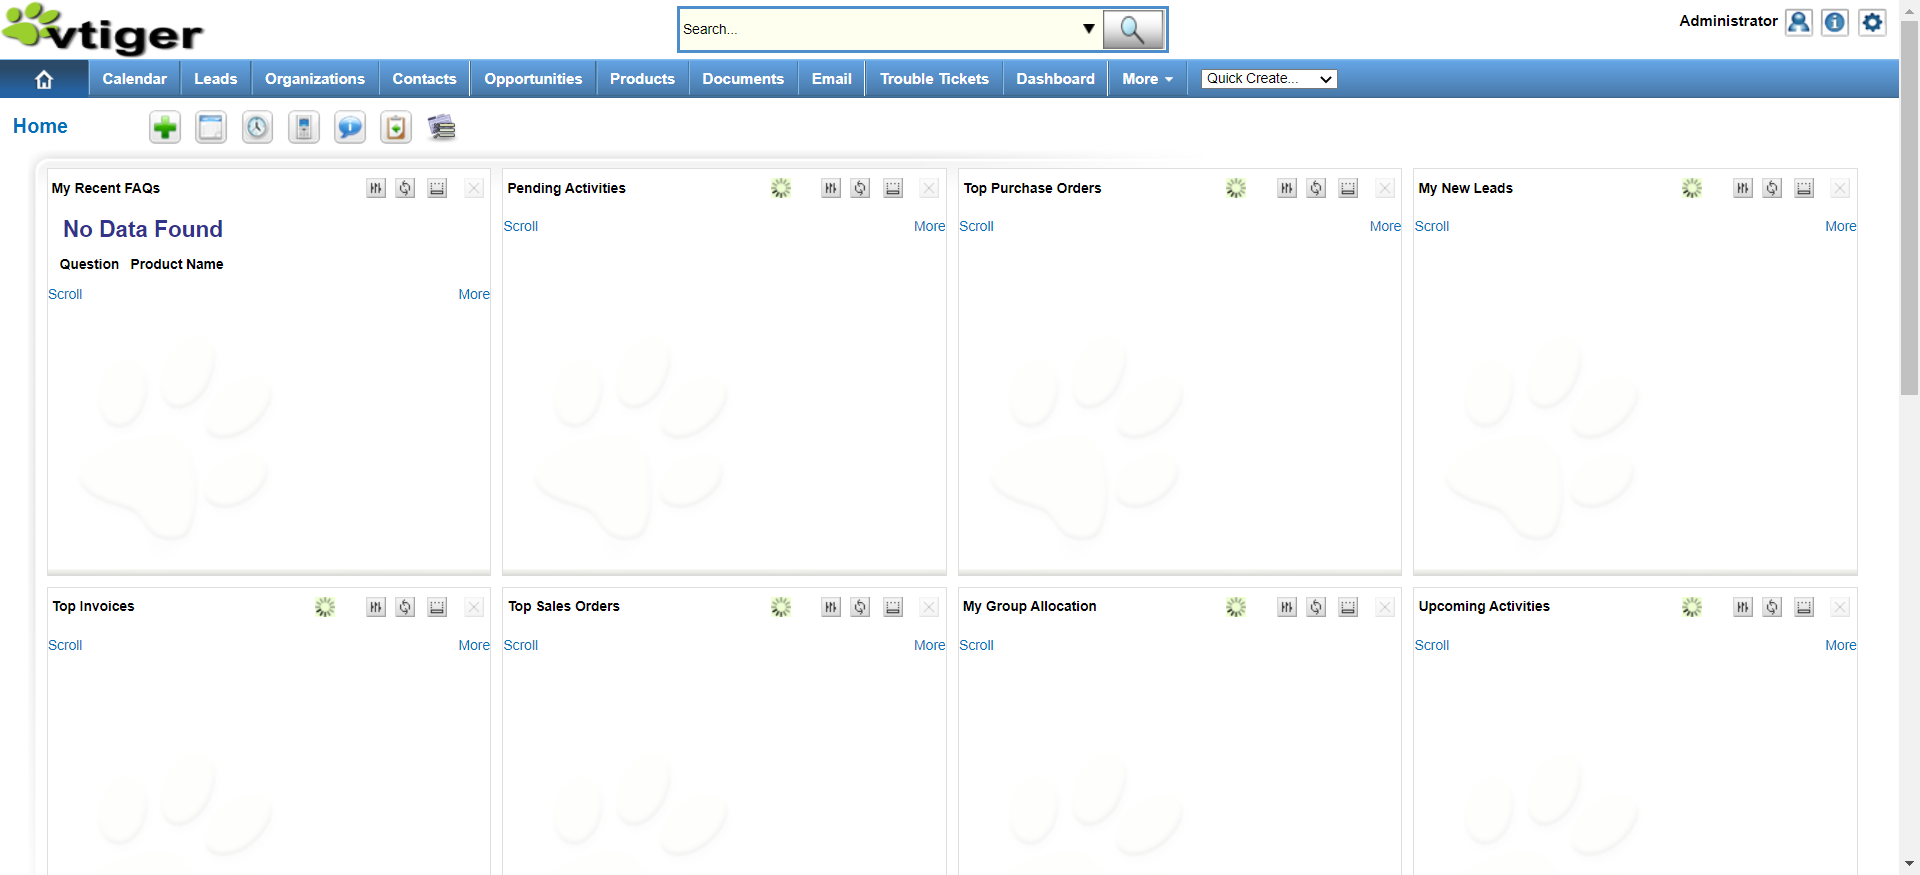 vtiger
Search...
Administrator
Calendar Leads Organizations Contacts Opportunities Products Documents Email Trouble Tickets Dashboard More Quick Create...
Home
My Recent FAQs Pending Activities Top Purchase Orders My New Leads
No Data Found
Scroll More Scroll More Scroll More
Question Product Name
Scroll More
Top Invoices Top Sales Orders My Group Allocation Upcoming Activities
Scroll More Scroll More Scroll More Scroll More